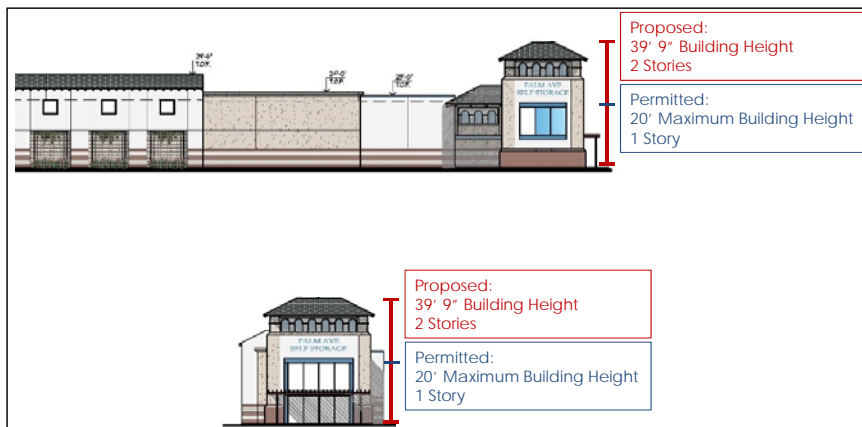 Proposed:
39' 9" Building Height
2 Stories
Permitted:
20' Maximum Building Height
1 Story
T.O.P.
T.O.P.
T.O.P.
PALM AVE
SELF STORAGE
Proposed:
39' 9" Building Height
2 Stories
Permitted:
20' Maximum Building Height
1 Story
PALM AVE
SELF STORAGE